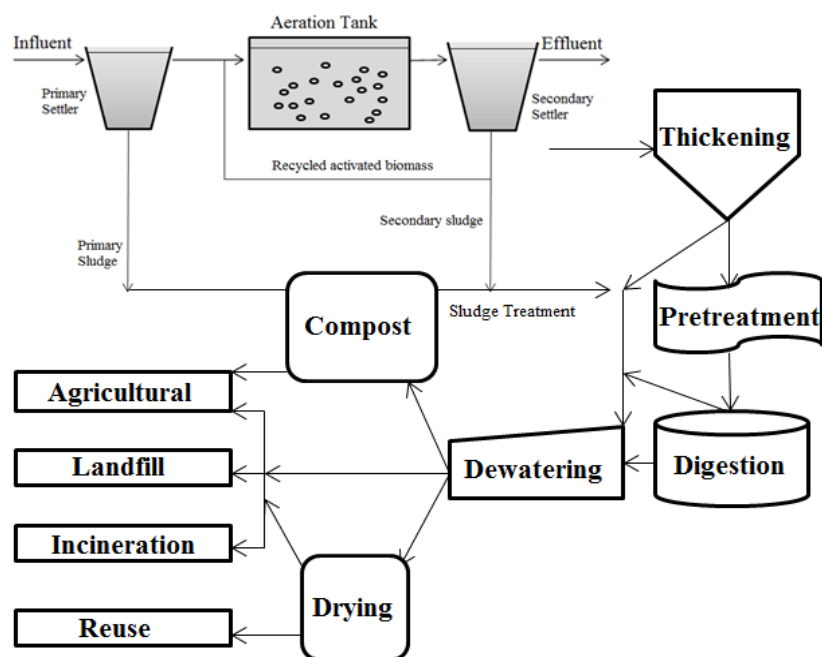 Aeration Tank
Influent
Effluent
Primary
Settler
Secondary
Settler
Thickening
Recycled activated biomass
Secondary sludge
Primary
Sludge
Sludge Treatment
Compost
Pretreatment
Agricultural
Landfill
Dewatering
Digestion
Incineration
Drying
Reuse